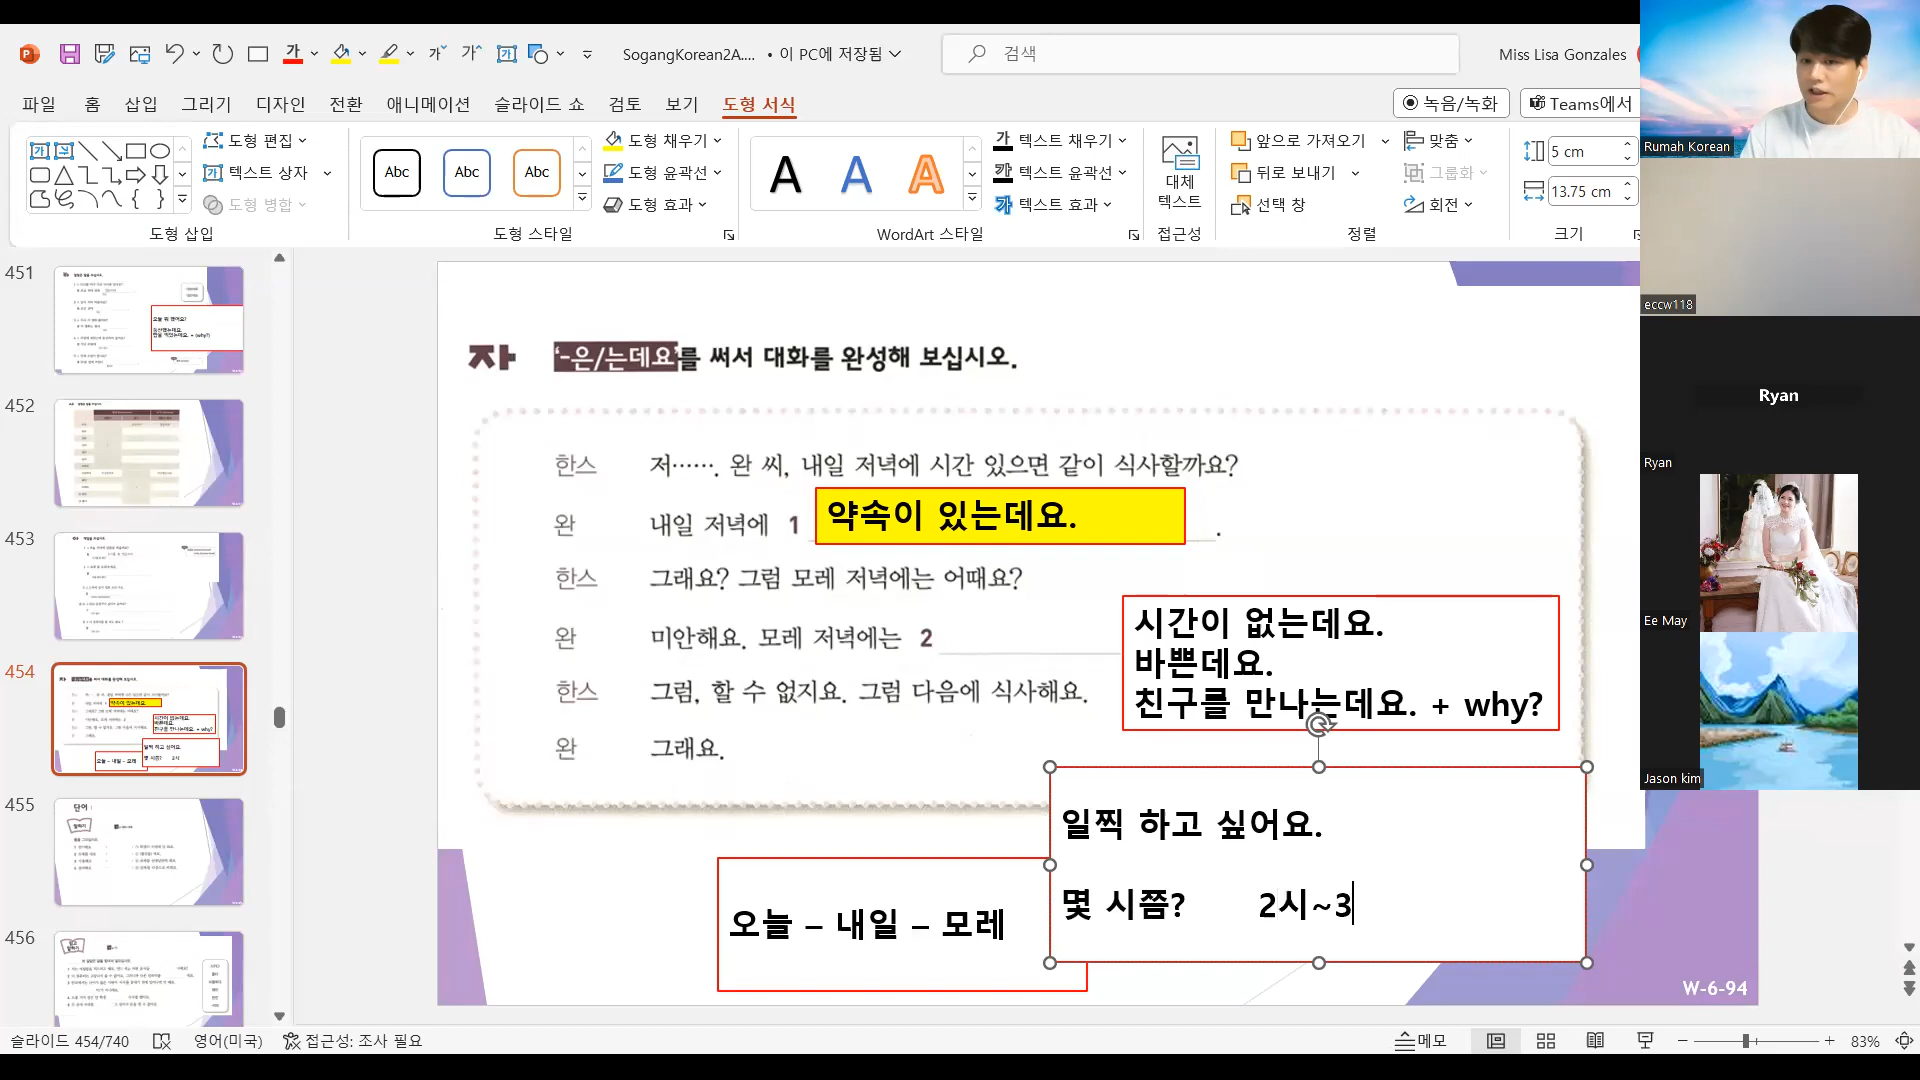 SogangKorean2A.... • 이 PC에 저장됨
검색
Miss Lisa Gonzales
파일 홈 삽입 그리기 디자인 전환 애니메이션 슬라이드 쇼 검토 보기 도형 서식
녹음/녹화
Teams에서
도형 편집
텍스트 상자
도형 병합
도형 삽입
Abc Abc Abc
도형 채우기
도형 윤곽선
도형 효과
도형 스타일
A A A
텍스트 채우기
텍스트 윤곽선
텍스트 효과
WordArt 스타일
대체
텍스트
접근성
앞으로 가져오기
뒤로 보내기
선택 창
맞춤
그룹화
회전
정렬
5 cm
13.75 cm
크기
451
452
453
454
455
단어
456
자 '-은/는데요'를 써서 대화를 완성해 보십시오.
한스 저……. 완 씨, 내일 저녁에 시간 있으면 같이 식사할까요?
완 내일 저녁에 1 약속이 있는데요. .
한스 그래요? 그럼 모레 저녁에는 어때요?
완 미안해요. 모레 저녁에는 2
시간이 없는데요.
바쁜데요.
친구를 만나는데요. + why?
한스 그럼, 할 수 없지요. 그럼 다음에 식사해요.
완 그래요.
일찍 하고 싶어요.
몇 시쯤? 2시~3
오늘 – 내일 – 모레
W-6-94
Rumah Korean
eccw118
Ryan
Ryan
Ee May
Jason kim
슬라이드 454/740
영어(미국)
접근성: 조사 필요
메모
83%